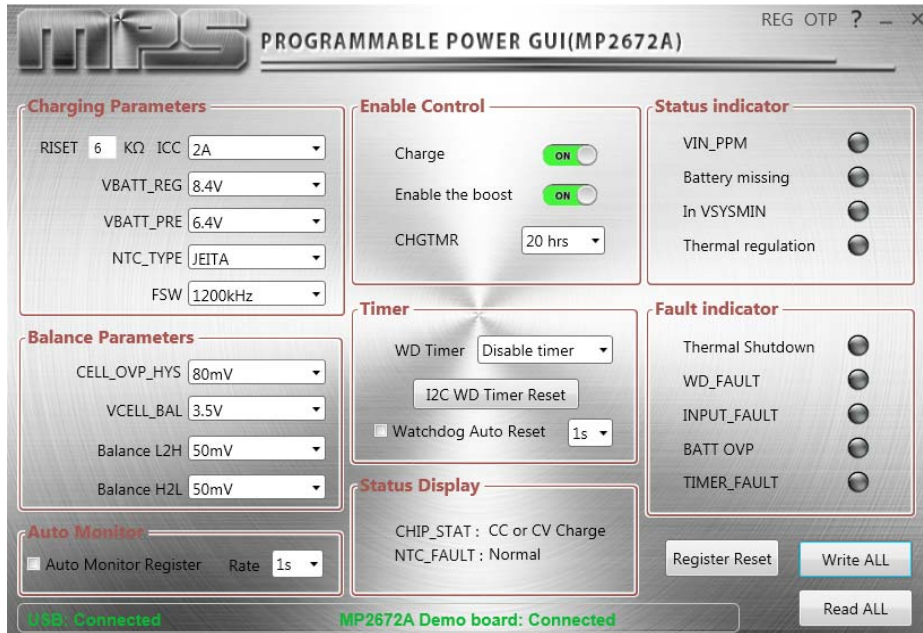 REG OTP ? – ×
MPS PROGRAMMABLE POWER GUI(MP2672A)
Charging Parameters
RISET 6 KΩ ICC 2A
VBATT_REG 8.4V
VBATT_PRE 6.4V
NTC_TYPE JEITA
FSW 1200kHz
Balance Parameters
CELL_OVP_HYS 80mV
VCELL_BAL 3.5V
Balance L2H 50mV
Balance H2L 50mV
Auto Monitor
Auto Monitor Register Rate 1s
Enable Control
Charge ON
Enable the boost ON
CHGTMR 20 hrs
Timer
WD Timer Disable timer
I2C WD Timer Reset
Watchdog Auto Reset 1s
Status Display
CHIP_STAT : CC or CV Charge
NTC_FAULT : Normal
Status indicator
VIN_PPM
Battery missing
In VSYSMIN
Thermal regulation
Fault indicator
Thermal Shutdown
WD_FAULT
INPUT_FAULT
BATT OVP
TIMER_FAULT
Register Reset Write ALL
Read ALL
USB: Connected MP2672A Demo board: Connected